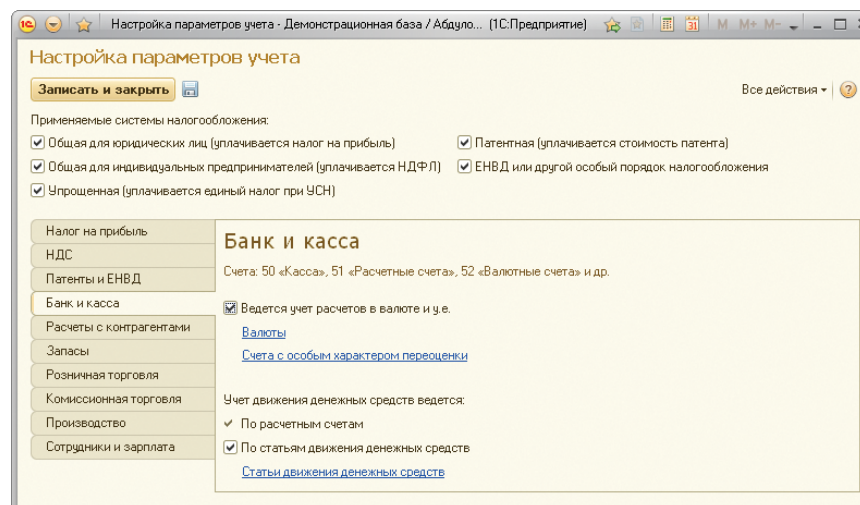 Настройка параметров учета - Демонстрационная база / Абдуло... (1С:Предприятие) M M+ M-
Настройка параметров учета
Записать и закрыть Все действия
Применяемые системы налогообложения:
Общая для юридических лиц (уплачивается налог на прибыль) Патентная (уплачивается стоимость патента)
Общая для индивидуальных предпринимателей (уплачивается НДФЛ) ЕНВД или другой особый порядок налогообложения
Упрощенная (уплачивается единый налог при УСН)
Налог на прибыль
НДС
Патенты и ЕНВД
Банк и касса
Расчеты с контрагентами
Запасы
Розничная торговля
Комиссионная торговля
Производство
Сотрудники и зарплата
Банк и касса
Счета: 50 «Касса», 51 «Расчетные счета», 52 «Валютные счета» и др.
Ведется учет расчетов в валюте и у.е.
Валюты
Счета с особым характером переоценки
Учет движения денежных средств ведется:
По расчетным счетам
По статьям движения денежных средств
Статьи движения денежных средств